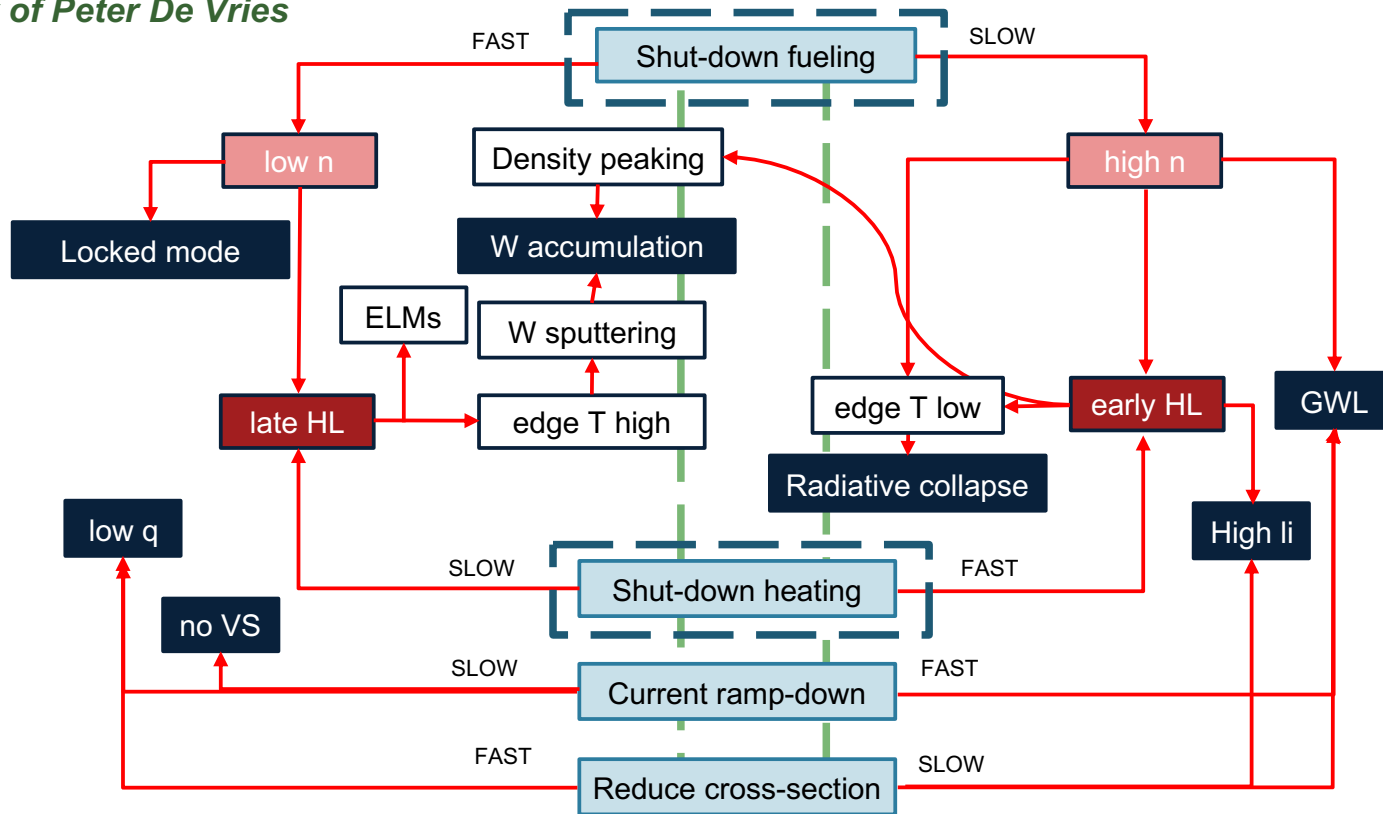 of Peter De Vries
FAST
Shut-down fueling
SLOW
low n
Density peaking
high n
Locked mode
W accumulation
ELMs
W sputtering
late HL
edge T high
edge T low
early HL
GWL
Radiative collapse
low q
High li
SLOW
Shut-down heating
FAST
no VS
SLOW
Current ramp-down
FAST
FAST
Reduce cross-section
SLOW